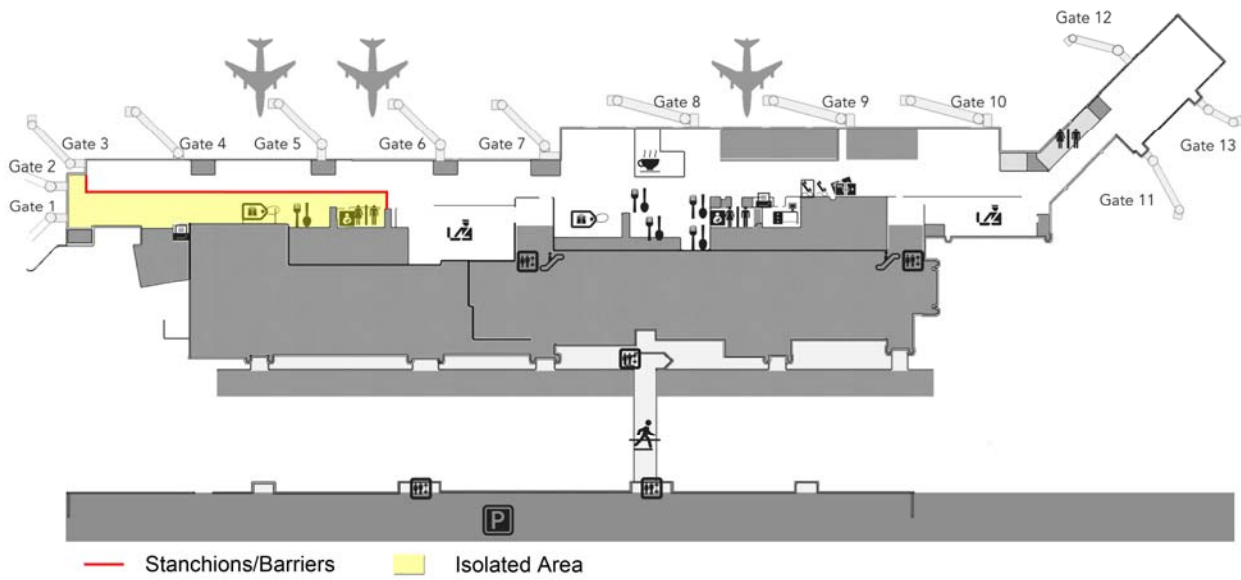 Gate 12
Gate 8
Gate 9
Gate 10
Gate 3
Gate 4
Gate 5
Gate 6
Gate 7
Gate 13
Gate 2
Gate 1
Gate 11
P
Stanchions/Barriers
Isolated Area